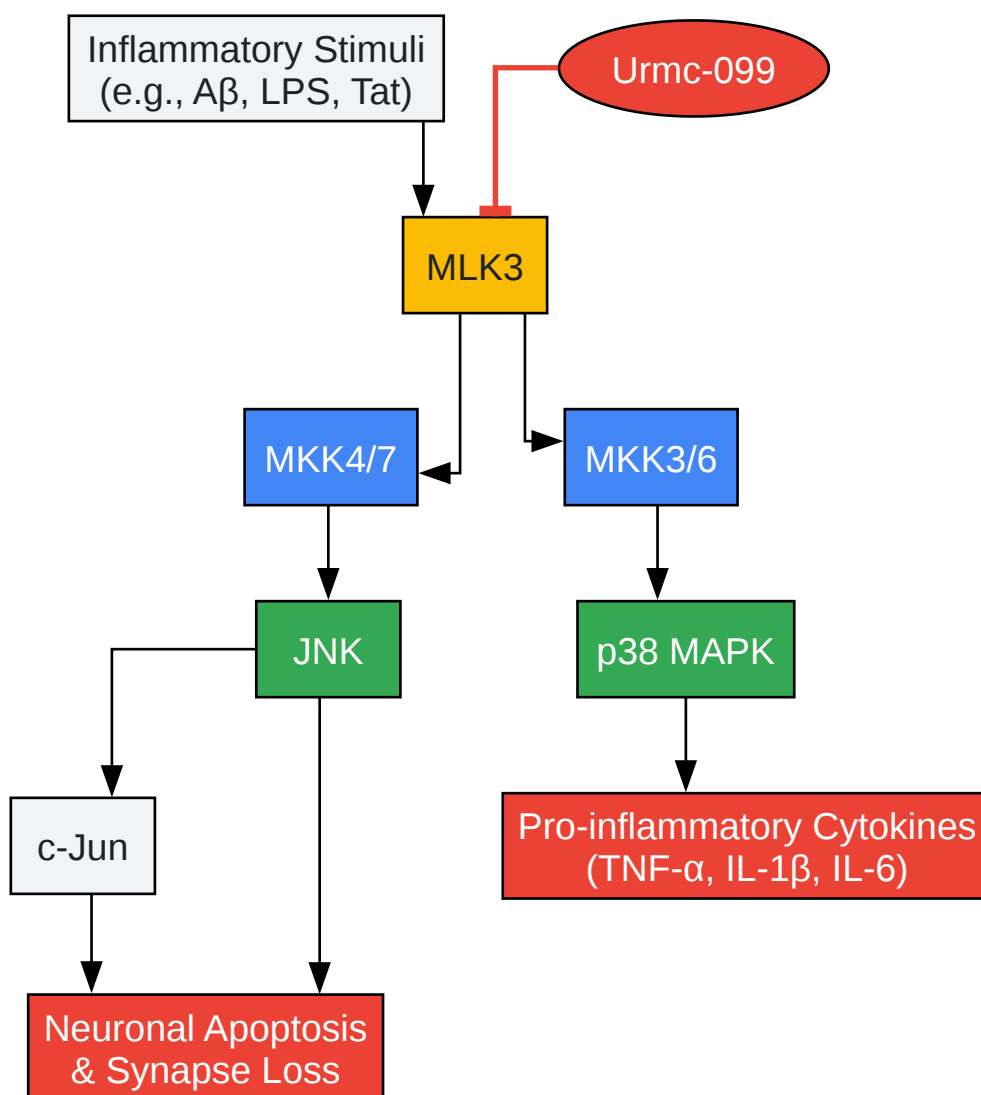 Inflammatory Stimuli
(e.g., Aβ, LPS, Tat)
Urmc-099
MLK3
MKK4/7
MKK3/6
JNK
p38 MAPK
c-Jun
Pro-inflammatory Cytokines
(TNF-α, IL-1β, IL-6)
Neuronal Apoptosis
& Synapse Loss